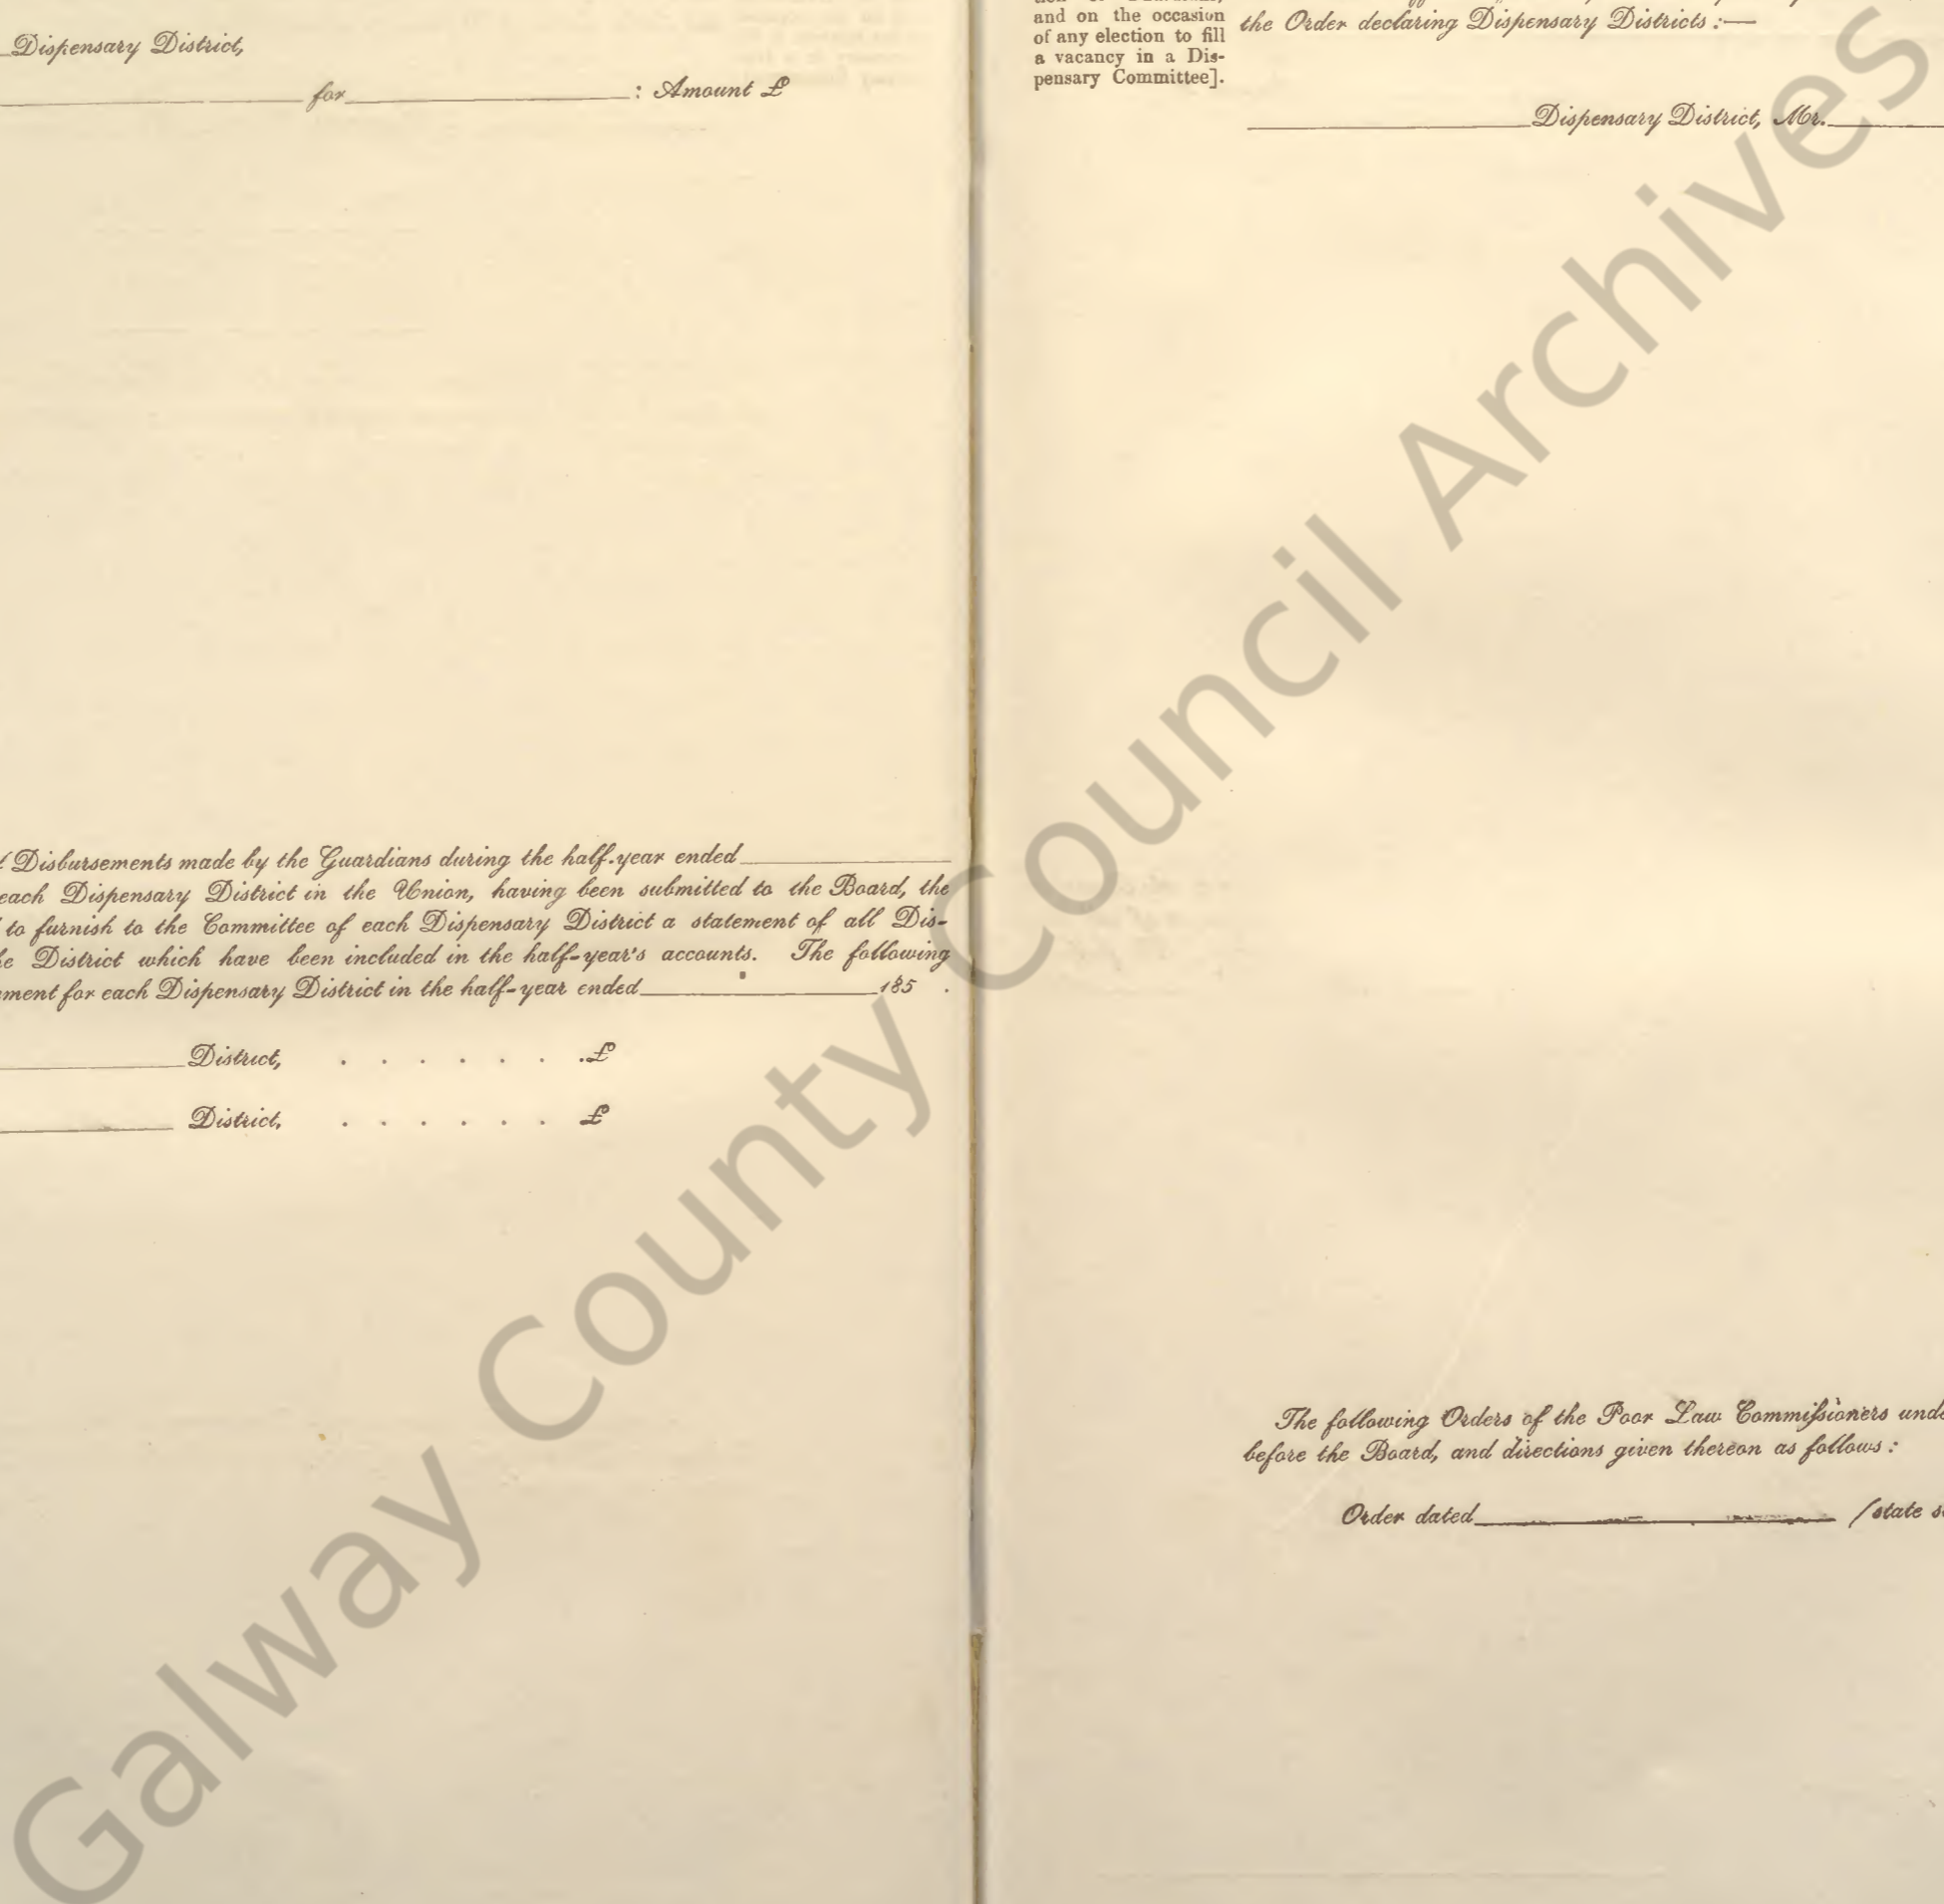 Dispensary District,
for : Amount £
Disbursements made by the Guardians during the half-year ended
each Dispensary District in the Union, having been submitted to the Board, the
to furnish to the Committee of each Dispensary District a statement of all Dis-
District which have been included in the half-year's accounts. The following
for each Dispensary District in the half-year ended 185 .
District, . . . . . . . £
District, . . . . . . £
and on the occasion
of any election to fill
a vacancy in a Dis-
pensary Committee].
the Order declaring Dispensary Districts :—
Dispensary District, Mr.
The following Orders of the Poor Law Commissioners
before the Board, and directions given thereon as follows :
Order dated (state
Galway County Council Archives